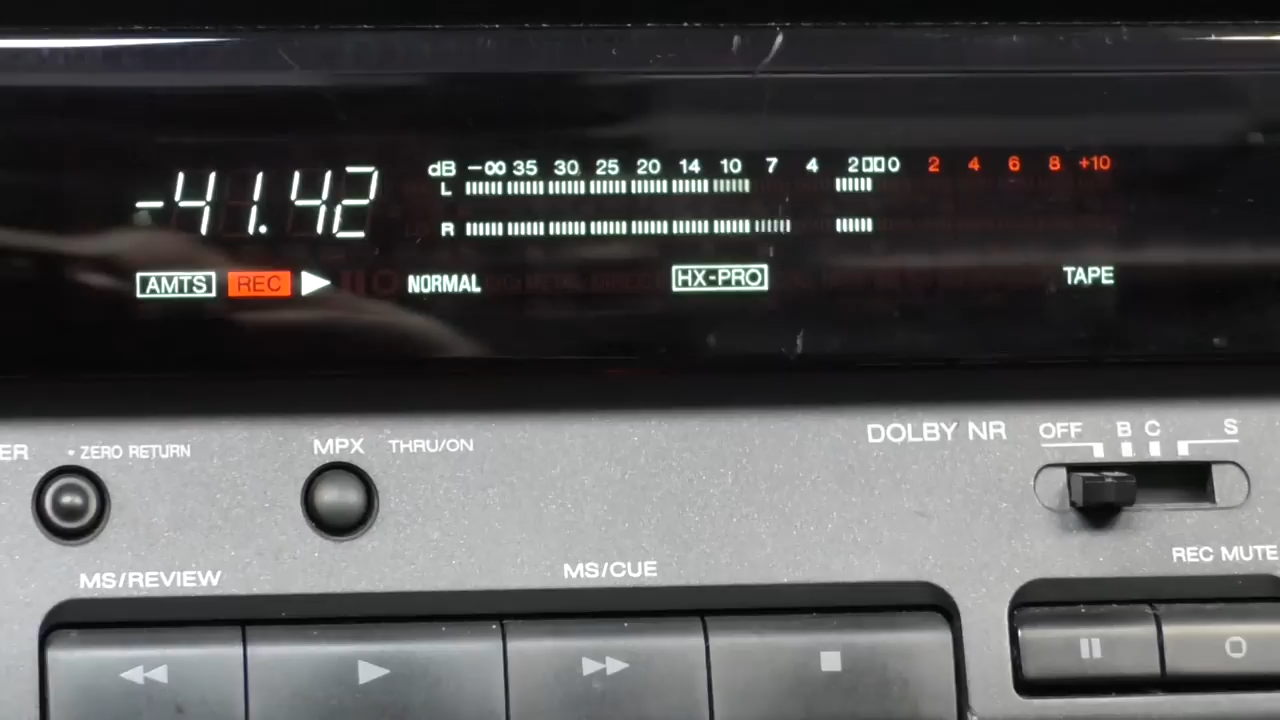 dB -∞ 35 30 25 20 14 10 7 4 2 0 2 4 6 8 +10
L
-41.42
R
AMTS REC NORMAL HX-PRO TAPE
DOLBY NR OFF B C S
ER • ZERO RETURN MPX THRU/ON
REC MUTE
MS/REVIEW MS/CUE